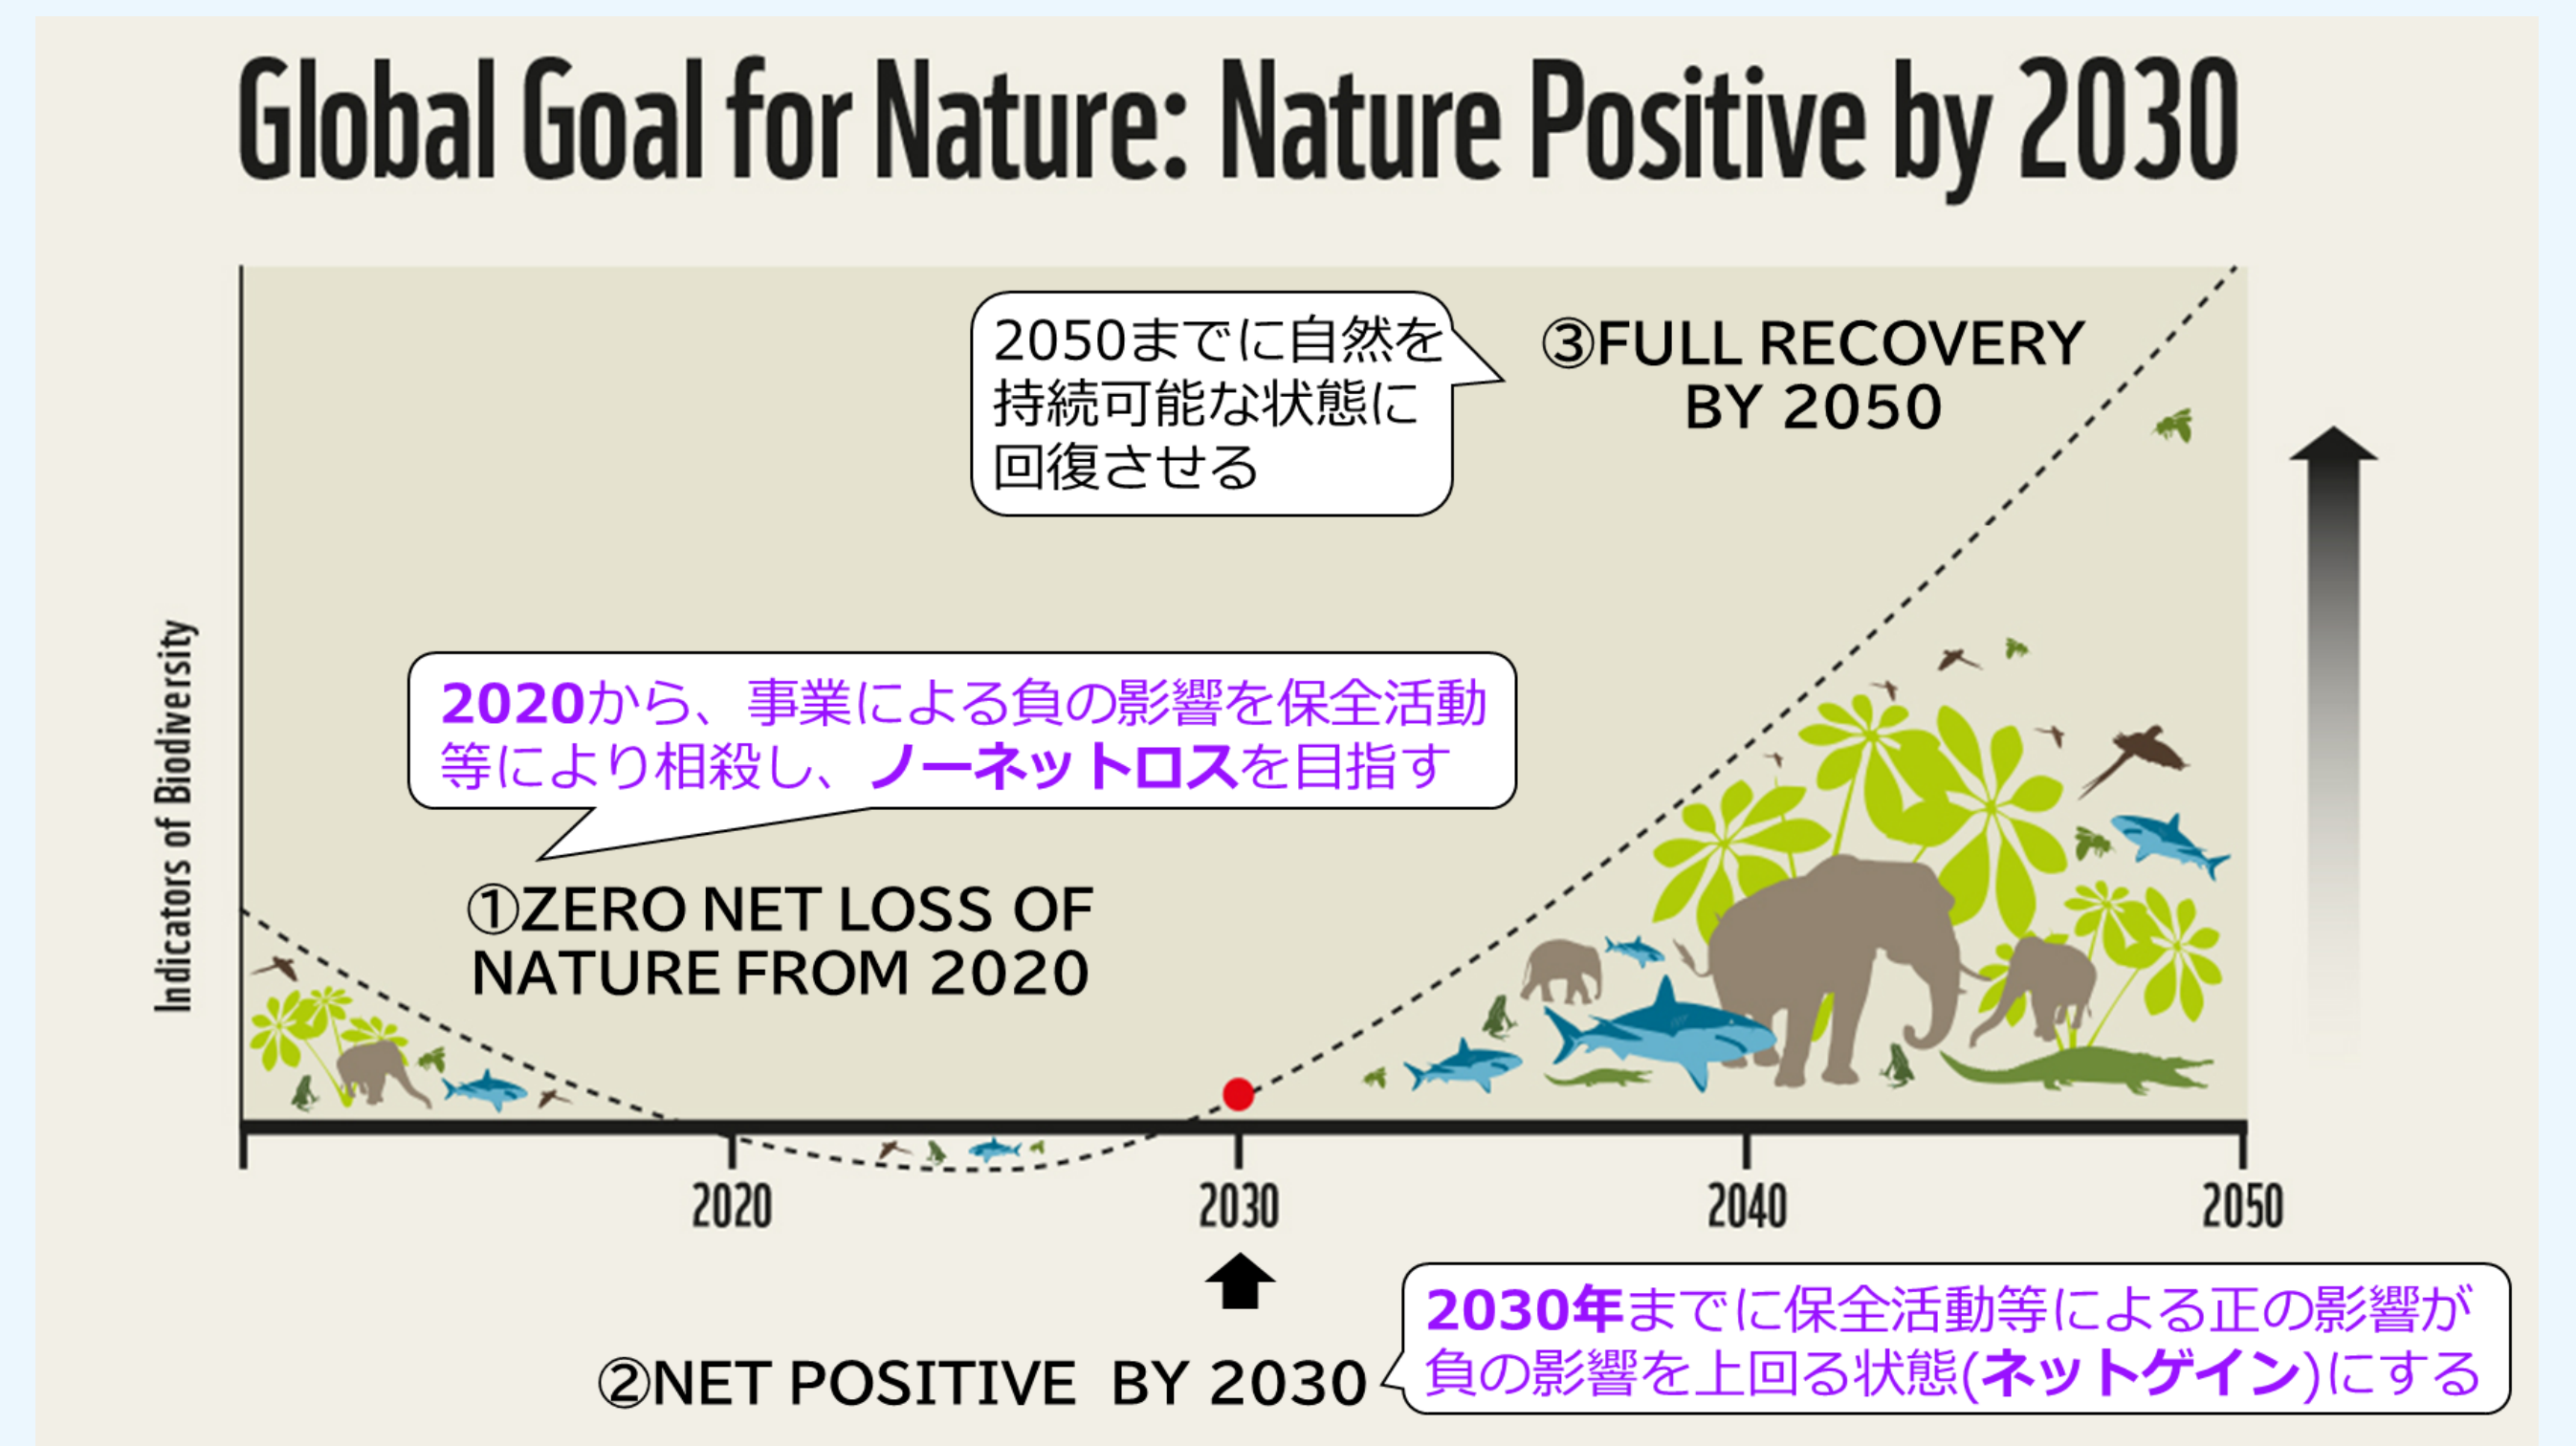 Global Goal for Nature: Nature Positive by 2030
2050までに自然を
持続可能な状態に
回復させる
③FULL RECOVERY
BY 2050
Indicators of Biodiversity
2020から、事業による負の影響を保全活動
等により相殺し、ノーネットロスを目指す
①ZERO NET LOSS OF
NATURE FROM 2020
2020
2030
2040
2050
②NET POSITIVE BY 2030
2030年までに保全活動等による正の影響が
負の影響を上回る状態(ネットゲイン)にする